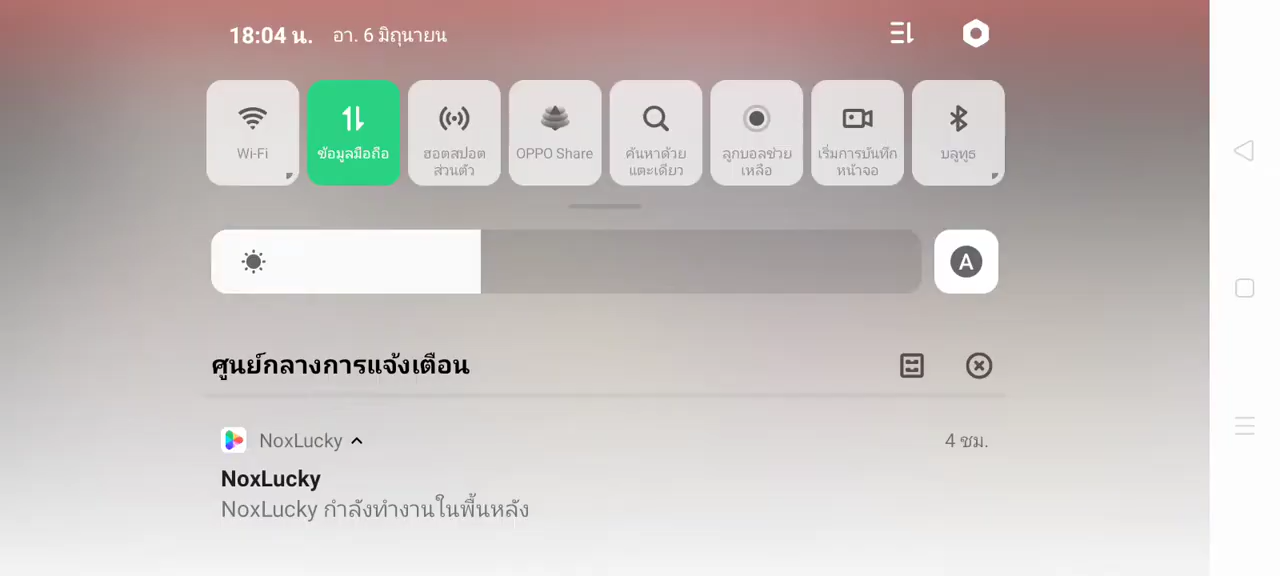 18:04 น. อา. 6 มิถุนายน
Wi-Fi
ข้อมูลมือถือ
ฮอตสปอต
ส่วนตัว
OPPO Share
ค้นหาด้วย
แตะเดียว
ลูกบอลช่วย
เหลือ
เริ่มการบันทึก
หน้าจอ
บลูทูธ
A
ศูนย์กลางการแจ้งเตือน
NoxLucky 4 ชม.
NoxLucky
NoxLucky กำลังทำงานในพื้นหลัง